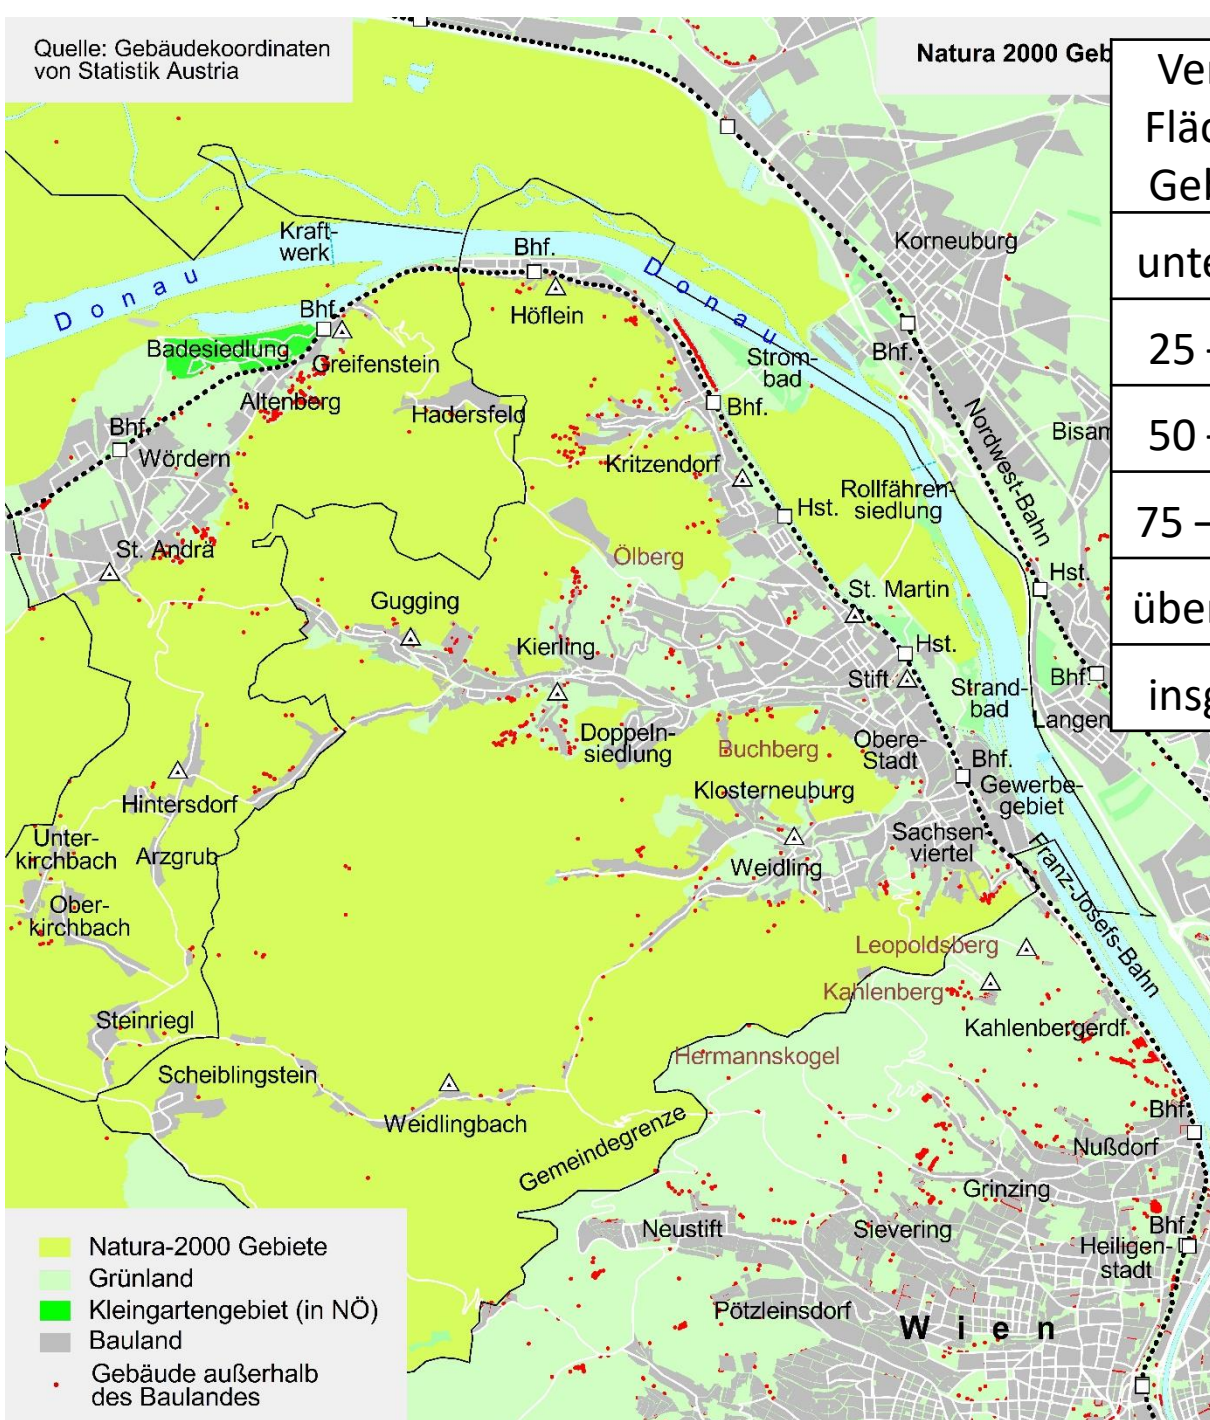 Quelle: Gebäudekoordinaten
von Statistik Austria
Natura 2000 Geb
Flä
unte
25 -
50 -
75 –
über
insg
Kraft-
werk
Bhf.
Korneuburg
Donau
Donau
Höflein
Bhf.
Badesiedlung
Greifenstein
Strom-
bad
Bhf.
Altenberg
Hadersfeld
Bhf.
Nordwest-Bahn
Bhf.
Wördern
Kritzendorf
Rollfähren-
siedlung
Hst.
St. Andrä
Ölberg
Hst.
Gugging
St. Martin
Kierling
Hst.
Stift
Strand-
bad
Bhf.
Langen
Doppeln-
siedlung
Buchberg
Obere-
Stadt
Bhf.
Gewerbe-
gebiet
Hintersdorf
Klosterneuburg
Unter-
kirchbach
Arzgrub
Weidling
Sachsen
viertel
Franz-Josefs-Bahn
Ober-
kirchbach
Leopoldsberg
Kahlenberg
Steinriegl
Kahlenbergerdf
Hermannskogel
Scheiblingstein
Weidlingbach
Gemeindegrenze
Bhf.
Nußdorf
Grinzing
Neustift
Sievering
Bhf.
Heiligen-
stadt
Pötzleinsdorf
Wien
Natura-2000 Gebiete
Grünland
Kleingartengebiet (in NÖ)
Bauland
Gebäude außerhalb
des Baulandes